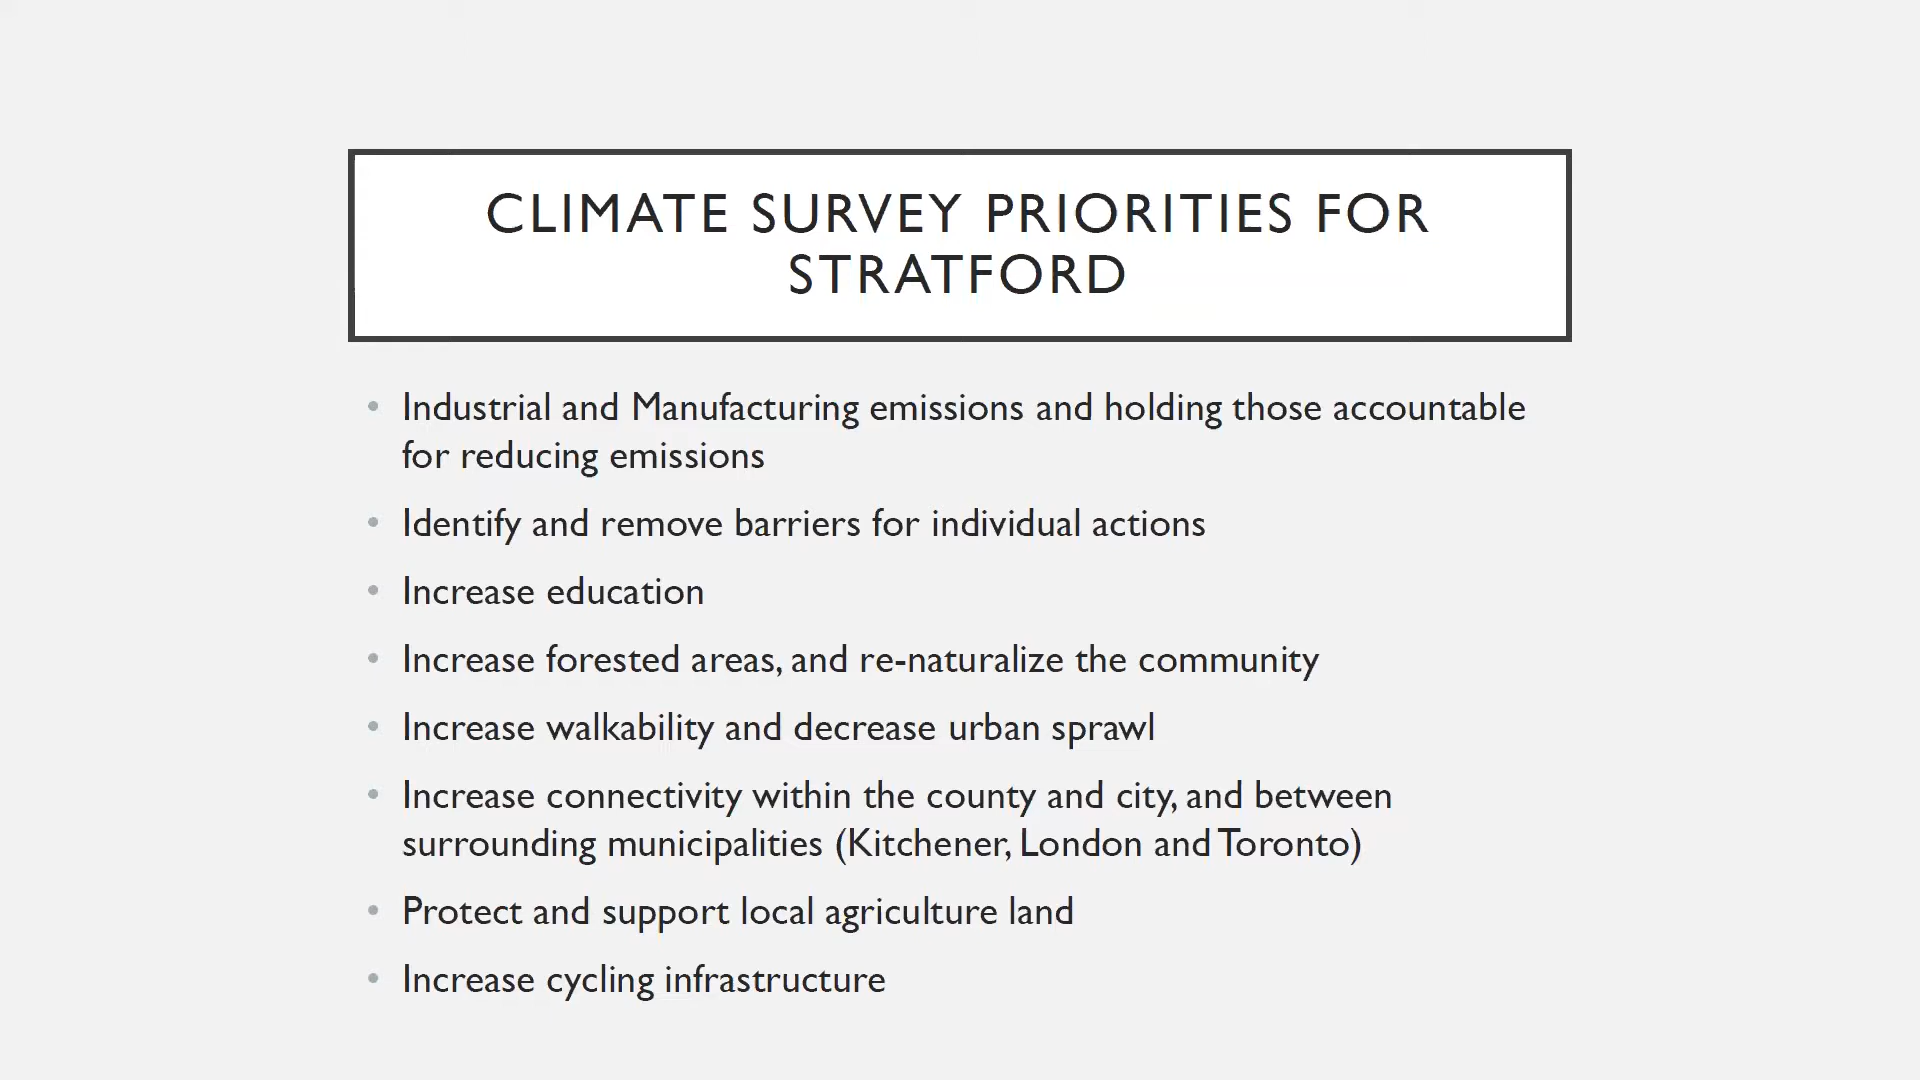 CLIMATE SURVEY PRIORITIES FOR
STRATFORD
• Industrial and Manufacturing emissions and holding those accountable
for reducing emissions
• Identify and remove barriers for individual actions
• Increase education
• Increase forested areas, and re-naturalize the community
• Increase walkability and decrease urban sprawl
• Increase connectivity within the county and city, and between
surrounding municipalities (Kitchener, London and Toronto)
• Protect and support local agriculture land
• Increase cycling infrastructure